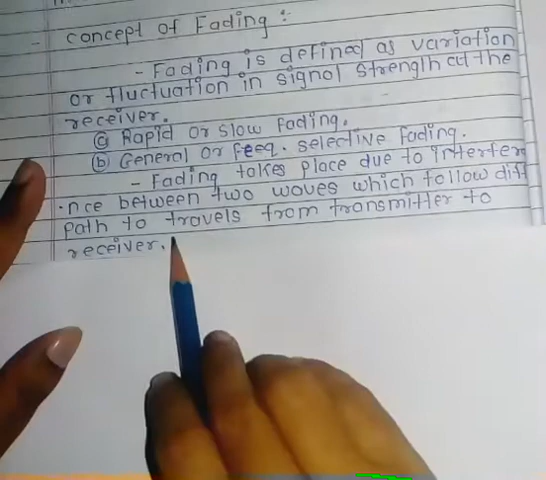 - concept of Fading :
- Fading is defined as variation
or fluctuation in signal strength at the
receiver.
ⓐ Rapid or slow fading.
ⓑ General or freq. selective fading.
- Fading takes place due to interfer
nce between two waves which follow diff
path to travels from transmitter to
receiver.